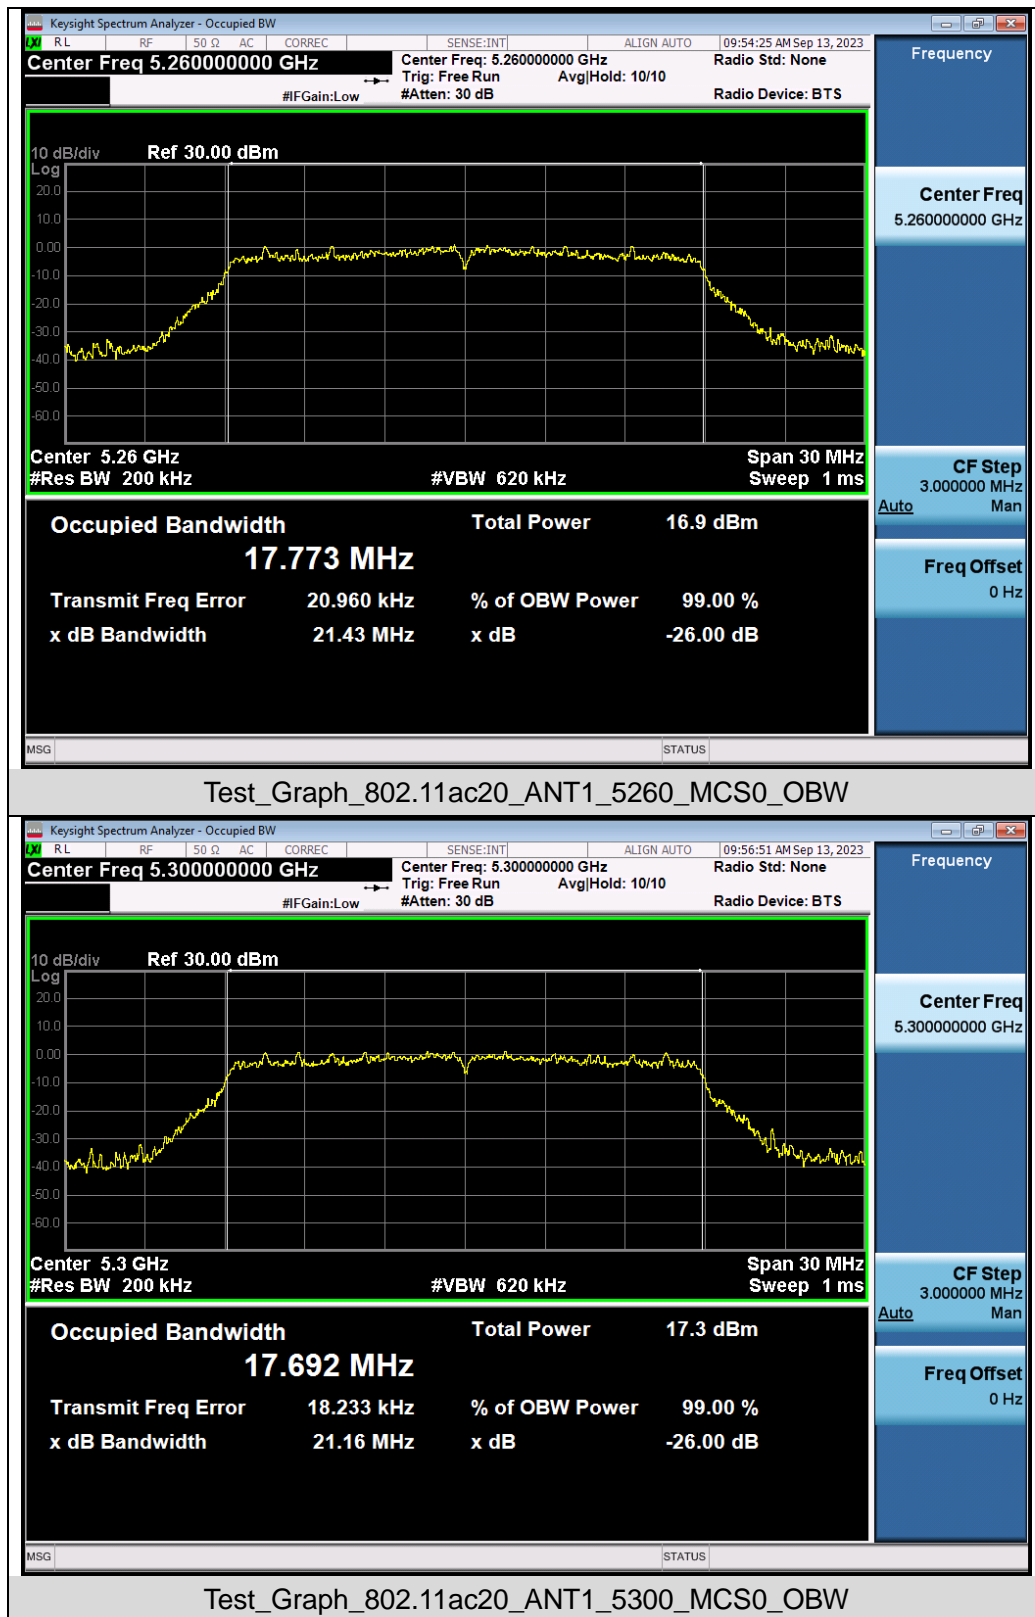 Keysight Spectrum Analyzer - Occupied BW
LXI RL RF 50 Ω AC CORREC SENSE:INT ALIGN AUTO 09:54:25 AM Sep 13, 2023
Center Freq 5.260000000 GHz
Center Freq: 5.260000000 GHz
Radio Std: None
Trig: Free Run Avg|Hold: 10/10
#IFGain:Low
#Atten: 30 dB
Radio Device: BTS
10 dB/div Ref 30.00 dBm
Log
20.0
10.0
0.00
-10.0
-20.0
-30.0
-40.0
-50.0
-60.0
Center 5.26 GHz Span 30 MHz
#Res BW 200 kHz #VBW 620 kHz Sweep 1 ms
Occupied Bandwidth Total Power 16.9 dBm
17.773 MHz
Transmit Freq Error 20.960 kHz % of OBW Power 99.00 %
x dB Bandwidth 21.43 MHz x dB -26.00 dB
MSG STATUS
Frequency
Center Freq
5.260000000 GHz
CF Step
3.000000 MHz
Auto Man
Freq Offset
0 Hz
Test_Graph_802.11ac20_ANT1_5260_MCS0_OBW
Keysight Spectrum Analyzer - Occupied BW
LXI RL RF 50 Ω AC CORREC SENSE:INT ALIGN AUTO 09:56:51 AM Sep 13, 2023
Center Freq 5.300000000 GHz
Center Freq: 5.300000000 GHz
Radio Std: None
Trig: Free Run Avg|Hold: 10/10
#IFGain:Low
#Atten: 30 dB
Radio Device: BTS
10 dB/div Ref 30.00 dBm
Log
20.0
10.0
0.00
-10.0
-20.0
-30.0
-40.0
-50.0
-60.0
Center 5.3 GHz Span 30 MHz
#Res BW 200 kHz #VBW 620 kHz Sweep 1 ms
Occupied Bandwidth Total Power 17.3 dBm
17.692 MHz
Transmit Freq Error 18.233 kHz % of OBW Power 99.00 %
x dB Bandwidth 21.16 MHz x dB -26.00 dB
MSG STATUS
Frequency
Center Freq
5.300000000 GHz
CF Step
3.000000 MHz
Auto Man
Freq Offset
0 Hz
Test_Graph_802.11ac20_ANT1_5300_MCS0_OBW